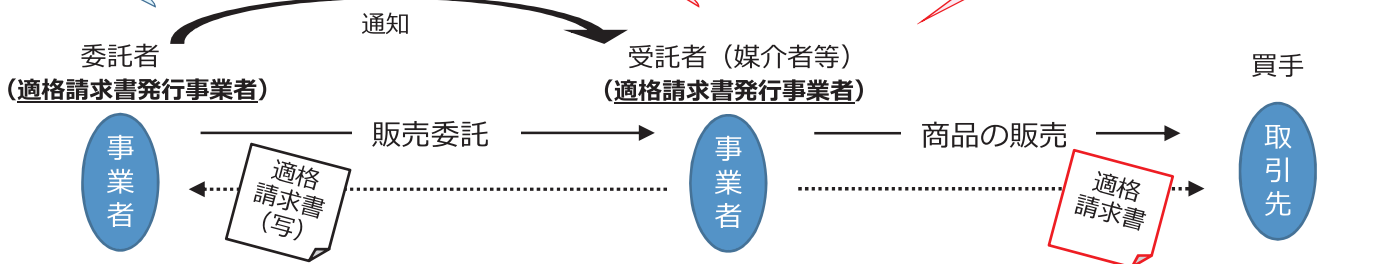 通知
委託者
（適格請求書発行事業者）
受託者（媒介者等）
（適格請求書発行事業者）
買手
事業者
販売委託
適格
請求書
（写）
事業者
商品の販売
適格
請求書
取引先